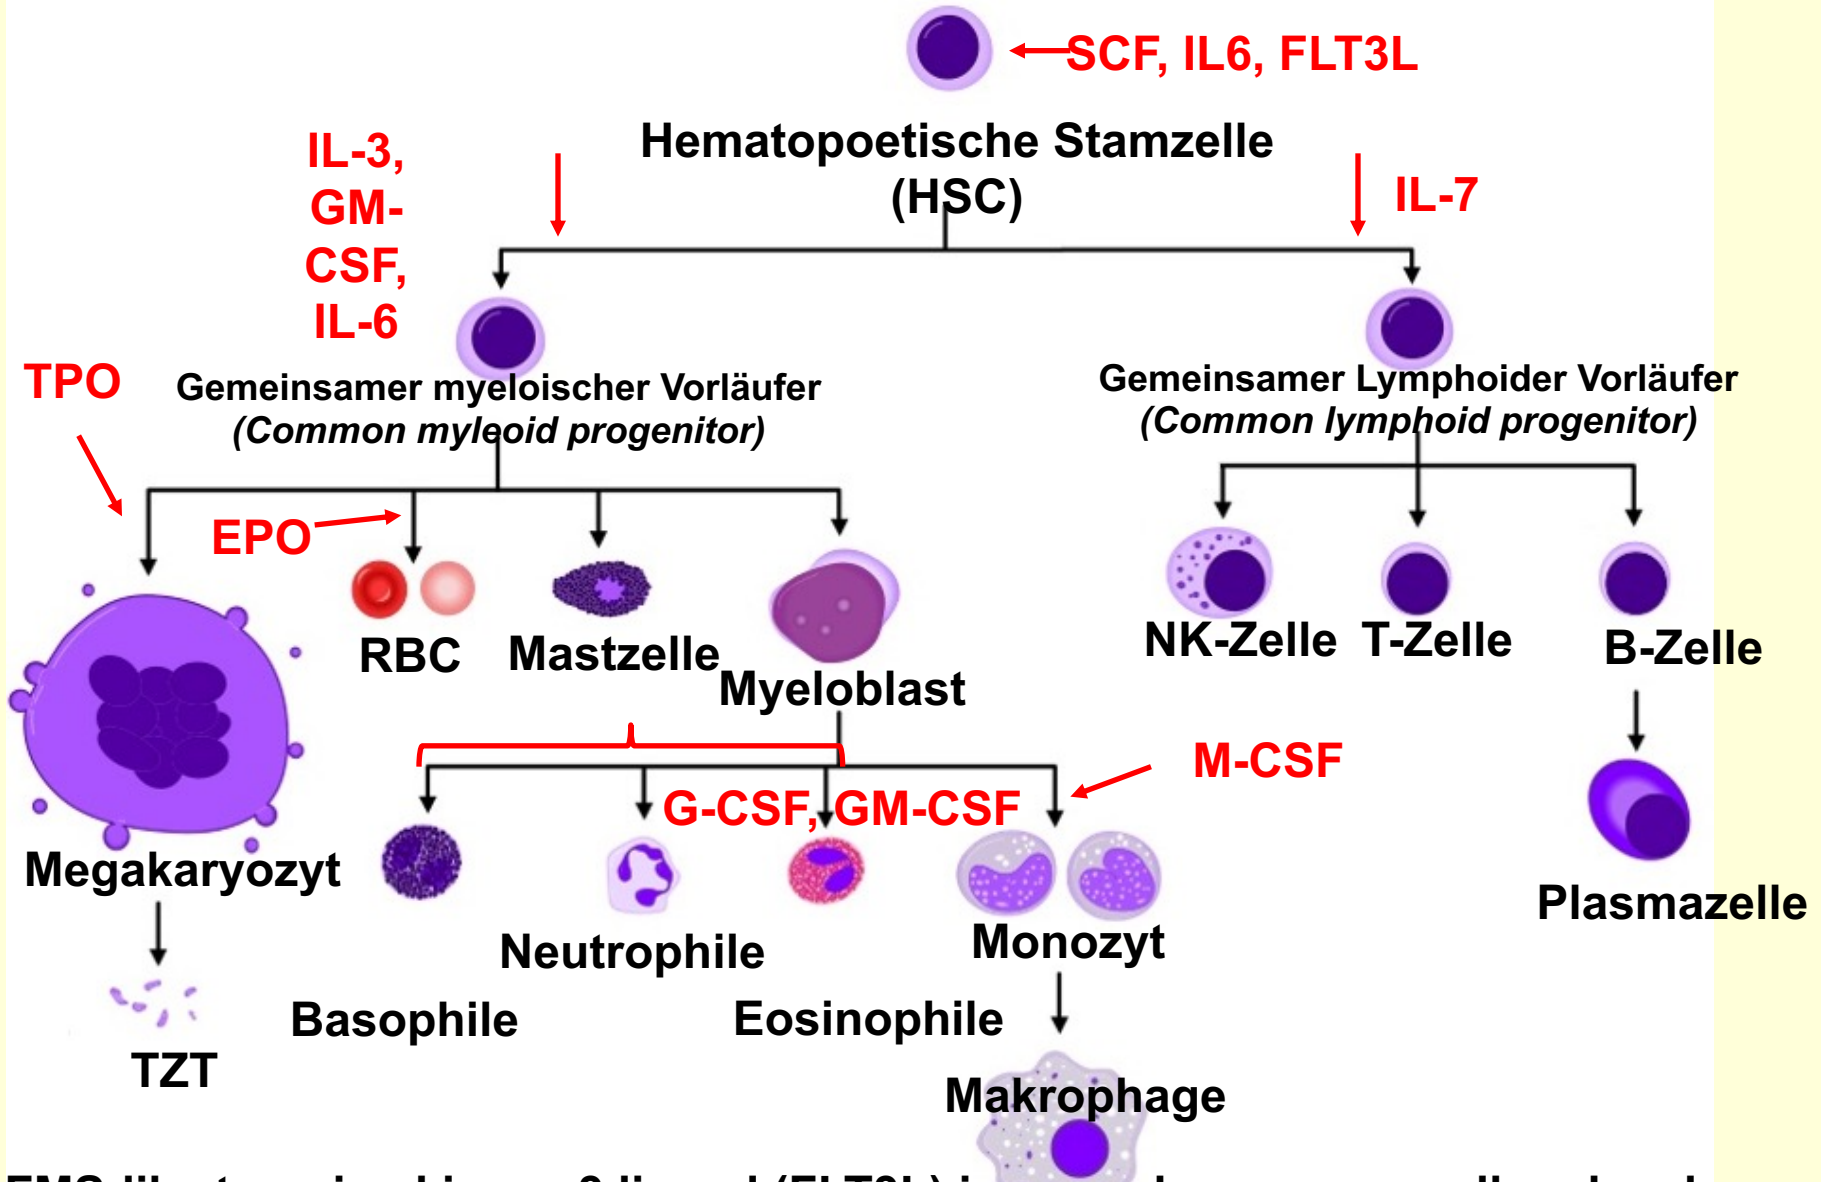 SCF, IL6, FLT3L
Hematopoetische Stamzelle
(HSC)
IL-3,
GM-
CSF,
IL-6
IL-7
TPO
Gemeinsamer myeloischer Vorläufer
(Common myleoid progenitor)
Gemeinsamer Lymphoider Vorläufer
(Common lymphoid progenitor)
EPO
RBC
Mastzelle
Myeloblast
NK-Zelle
T-Zelle
B-Zelle
M-CSF
G-CSF, GM-CSF
Megakaryozyt
Neutrophile
Monozyt
Plasmazelle
Basophile
Eosinophile
TZT
Makrophage
(FLT3L)